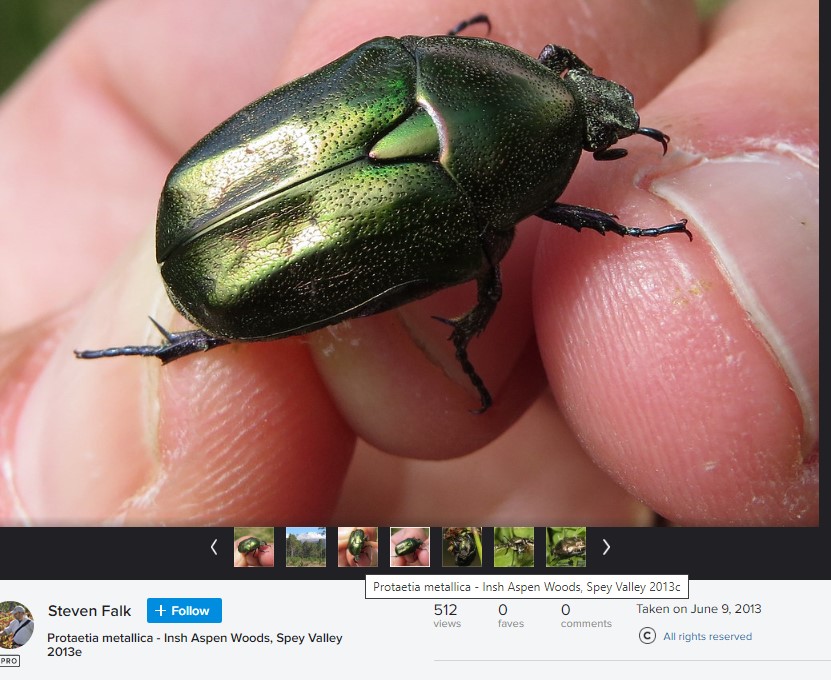 Protaetia metallica - Insh Aspen Woods, Spey Valley 2013c
Steven Falk
+ Follow
Protaetia metallica - Insh Aspen Woods, Spey Valley
2013e
PRO
512
views
0
faves
0
comments
Taken on June 9, 2013
© All rights reserved